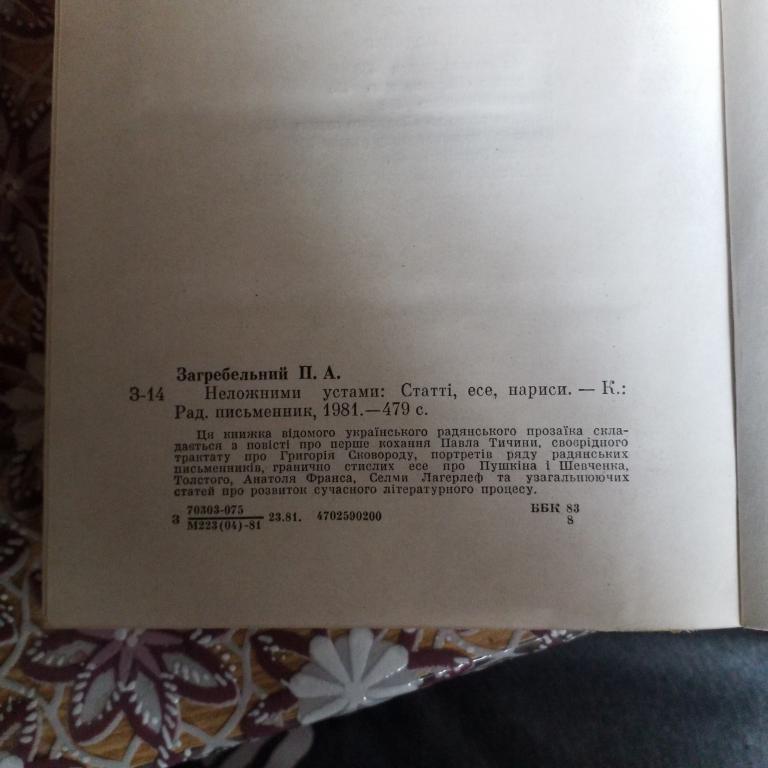 Загребельний П. А.
З-14 Неложними устами: Статті, есе, нариси. — К.:
Рад. письменник, 1981.—479 с.
Ця книжка відомого українського радянського прозаїка скла-
дається з повісті про перше кохання Павла Тичини, своєрідного
трактату про Григорія Сковороду, портретів ряду радянських
письменників, гранично стислих есе про Пушкіна і Шевченка,
Толстого, Анатоля Франса, Селми Лагерлеф та узагальнюючих
статей про розвиток сучасного літературного процесу.
З 70303-075 23.81. 4702590200 ББК 83
М223(04)-81 8